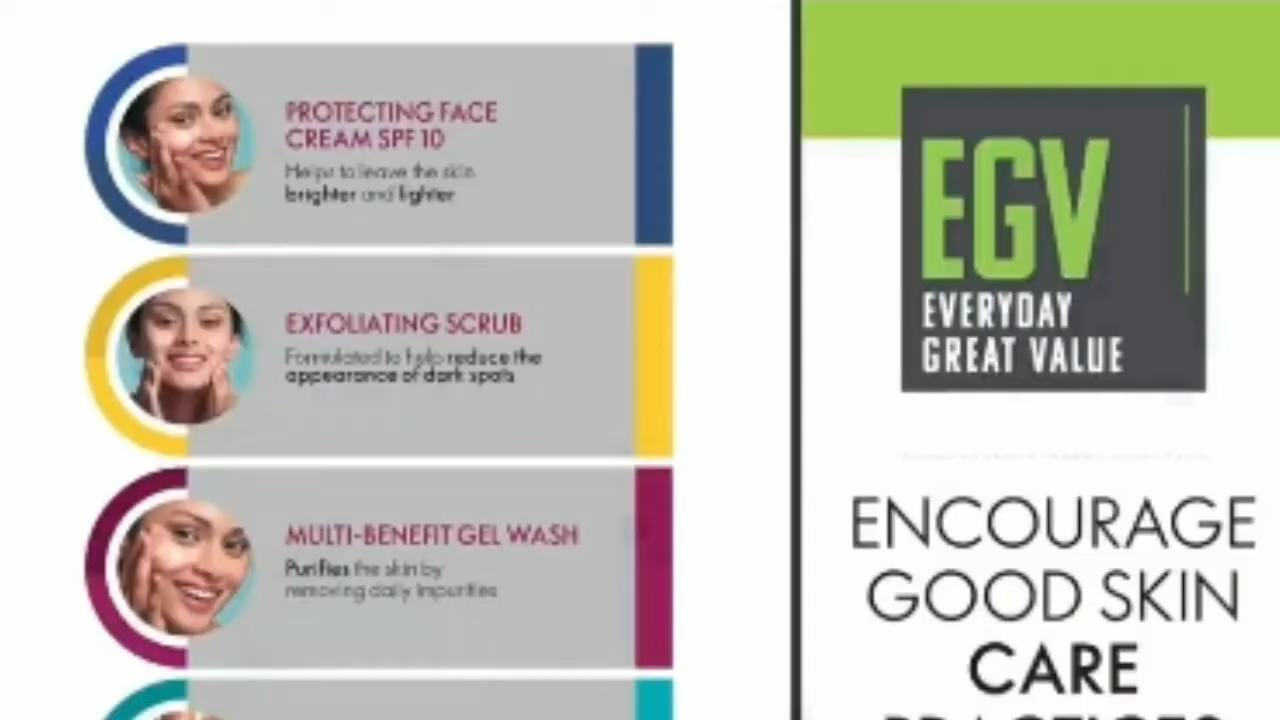 PROTECTING FACE
CREAM SPF 10
Helps to leave the skin
brighter and lighter
EXFOLIATING SCRUB
Formulated to help reduce the
appearance of dark spots
MULTI-BENEFIT GEL WASH
Purifies the skin by
removing daily impurities
EGV
EVERYDAY
GREAT VALUE
ENCOURAGE
GOOD SKIN
CARE
PRACTICES